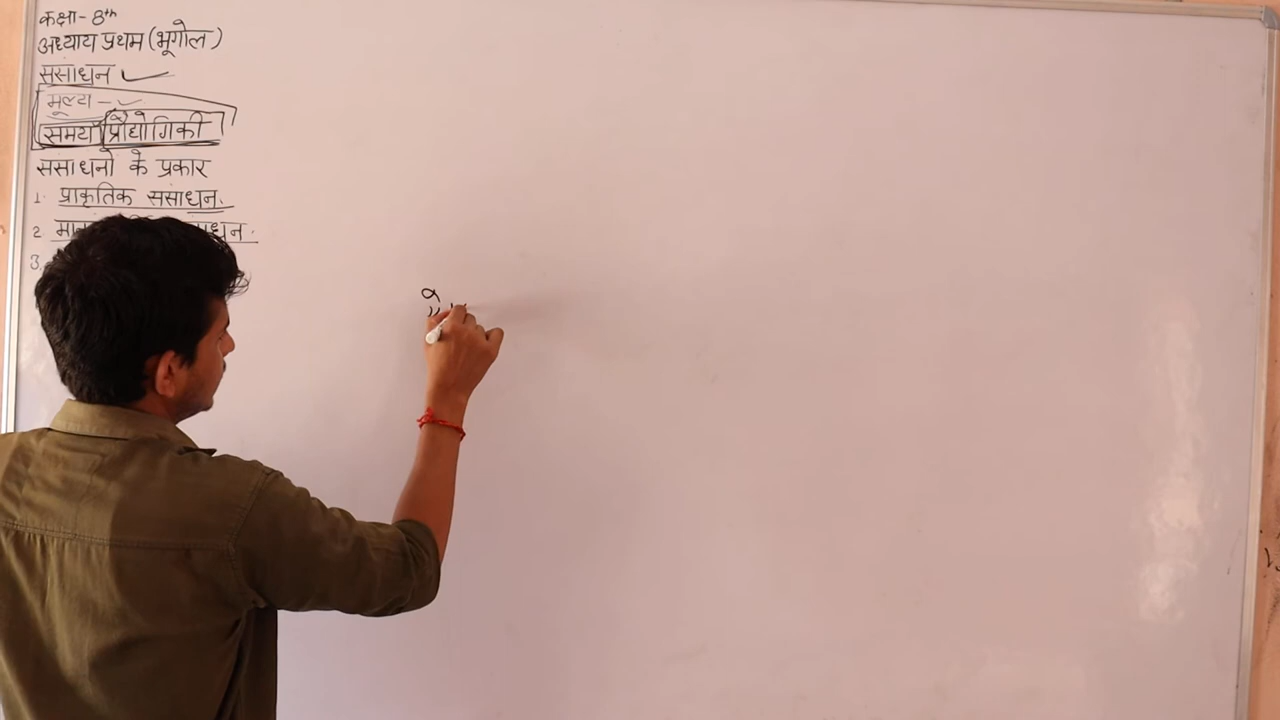 कक्षा- 8th
अध्याय प्रथम (भूगोल)
संसाधन
मूल्य -
समय प्रौद्योगिकी
संसाधनों के प्रकार
1. प्राकृतिक संसाधन.
2.
3.